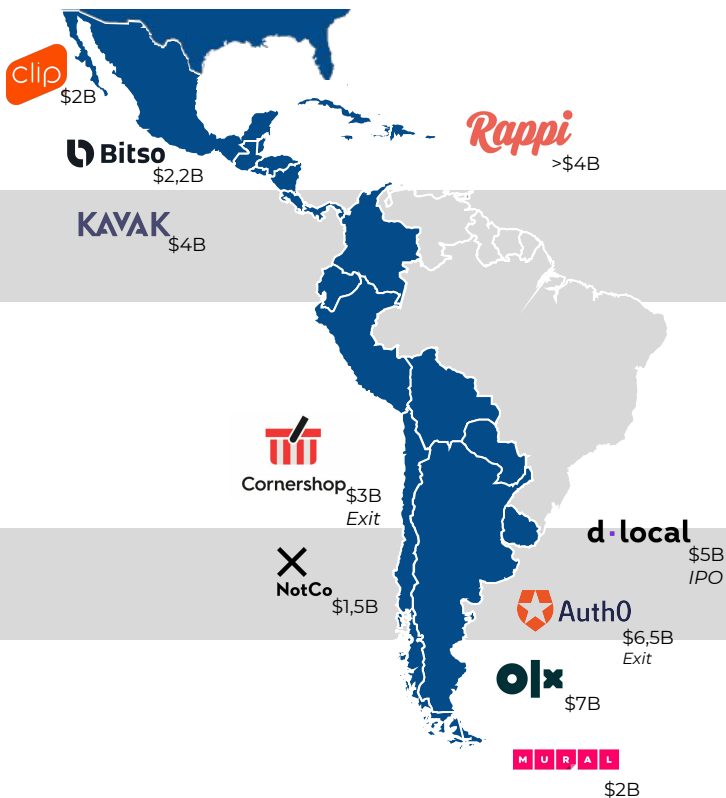 clip
$2B
Rappi
>$4B
Bitso
$2,2B
KAVAK
$4B
Cornershop
$3B
Exit
d·local
$5B
IPO
NotCo
$1,5B
Auth0
$6,5B
Exit
olx
$7B
MURAL
$2B